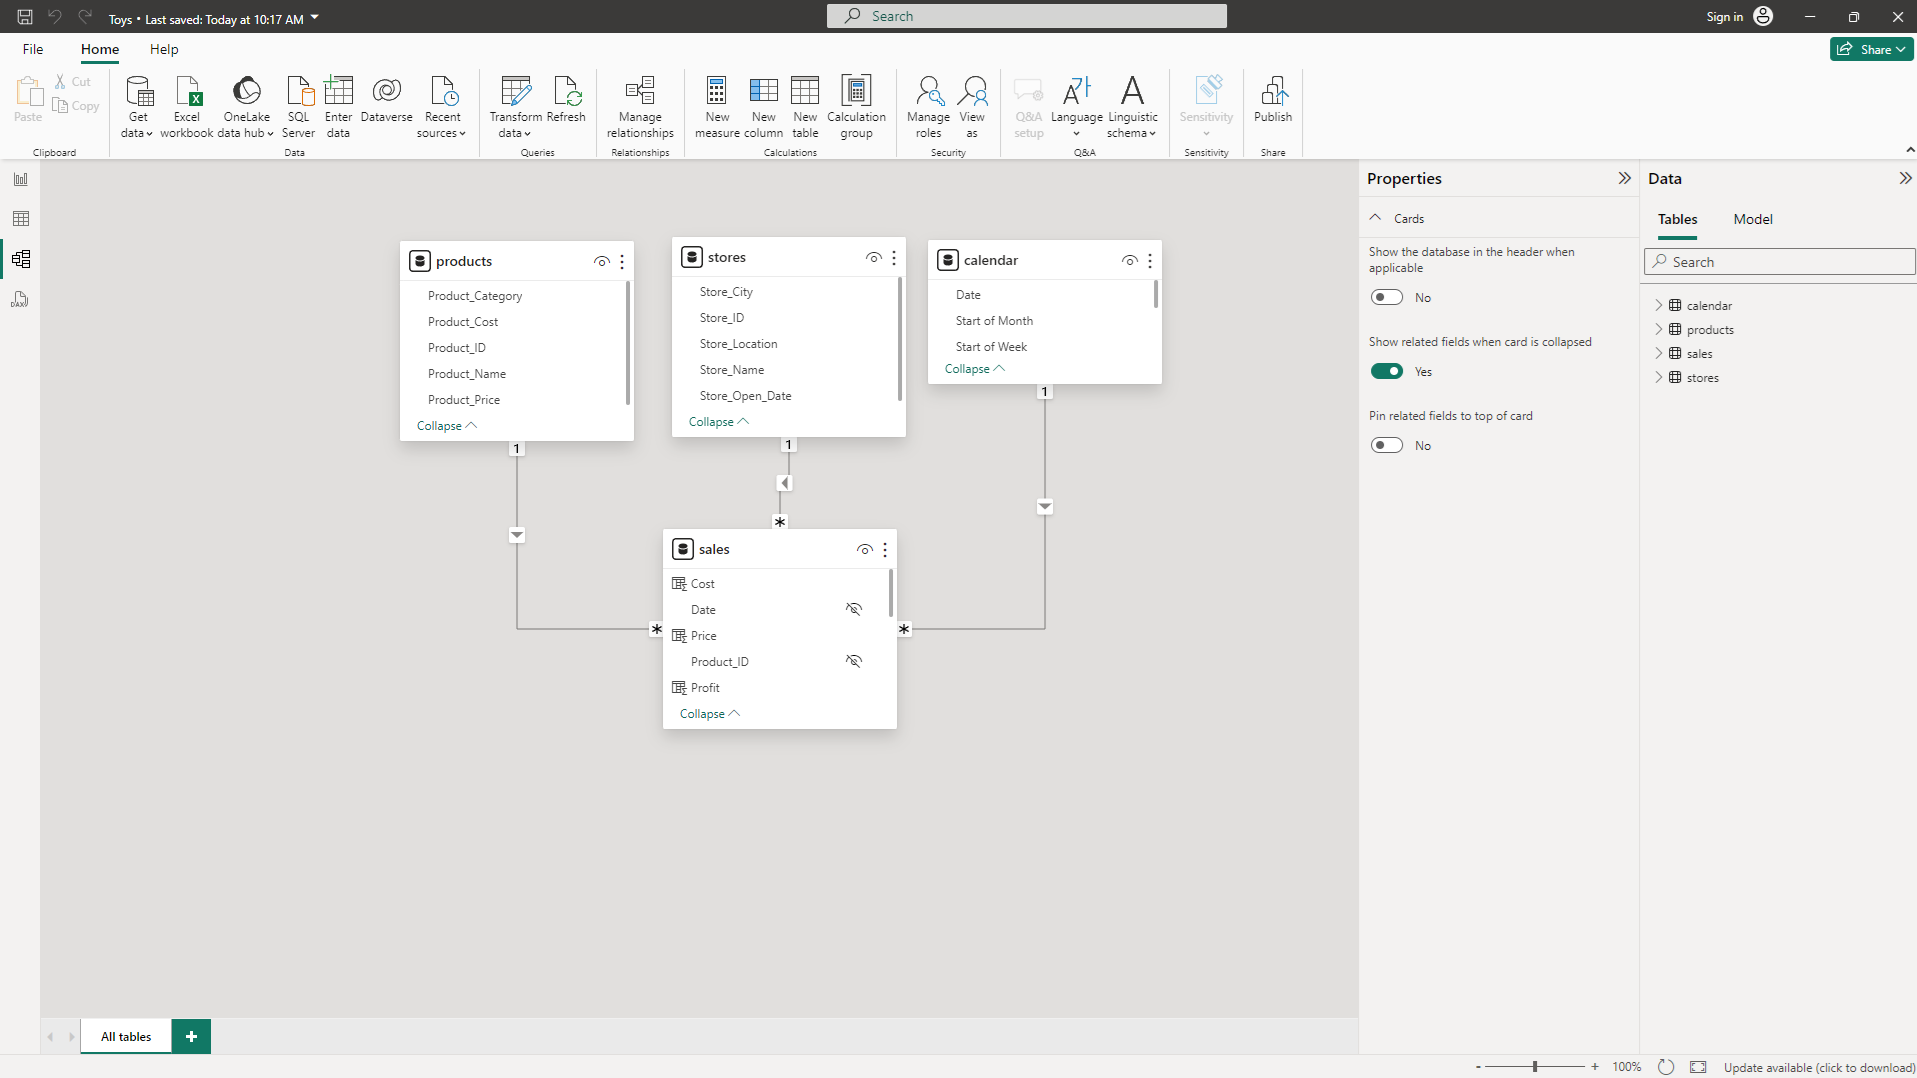 Toys • Last saved: Today at 10:17 AM
Search
Sign in
File
Home
Help
Share
Paste
Cut
Copy
Clipboard
Get data
Excel workbook
OneLake data hub
SQL Server
Enter data
Dataverse
Recent sources
Data
Transform data
Refresh
Queries
Manage relationships
Relationships
New measure
New column
New table
Calculation group
Calculations
Manage roles
View as
Security
Q&A setup
Language
Linguistic schema
Q&A
Sensitivity
Sensitivity
Publish
Share
products
Product_Category
Product_Cost
Product_ID
Product_Name
Product_Price
Collapse
1
stores
Store_City
Store_ID
Store_Location
Store_Name
Store_Open_Date
Collapse
1
calendar
Date
Start of Month
Start of Week
Collapse
1
*
*
*
sales
Cost
Date
Price
Product_ID
Profit
Collapse
Properties
Cards
Show the database in the header when
applicable
No
Show related fields when card is collapsed
Yes
Pin related fields to top of card
No
Data
Tables
Model
Search
calendar
products
sales
stores
All tables
+
- + 100%
Update available (click to download)